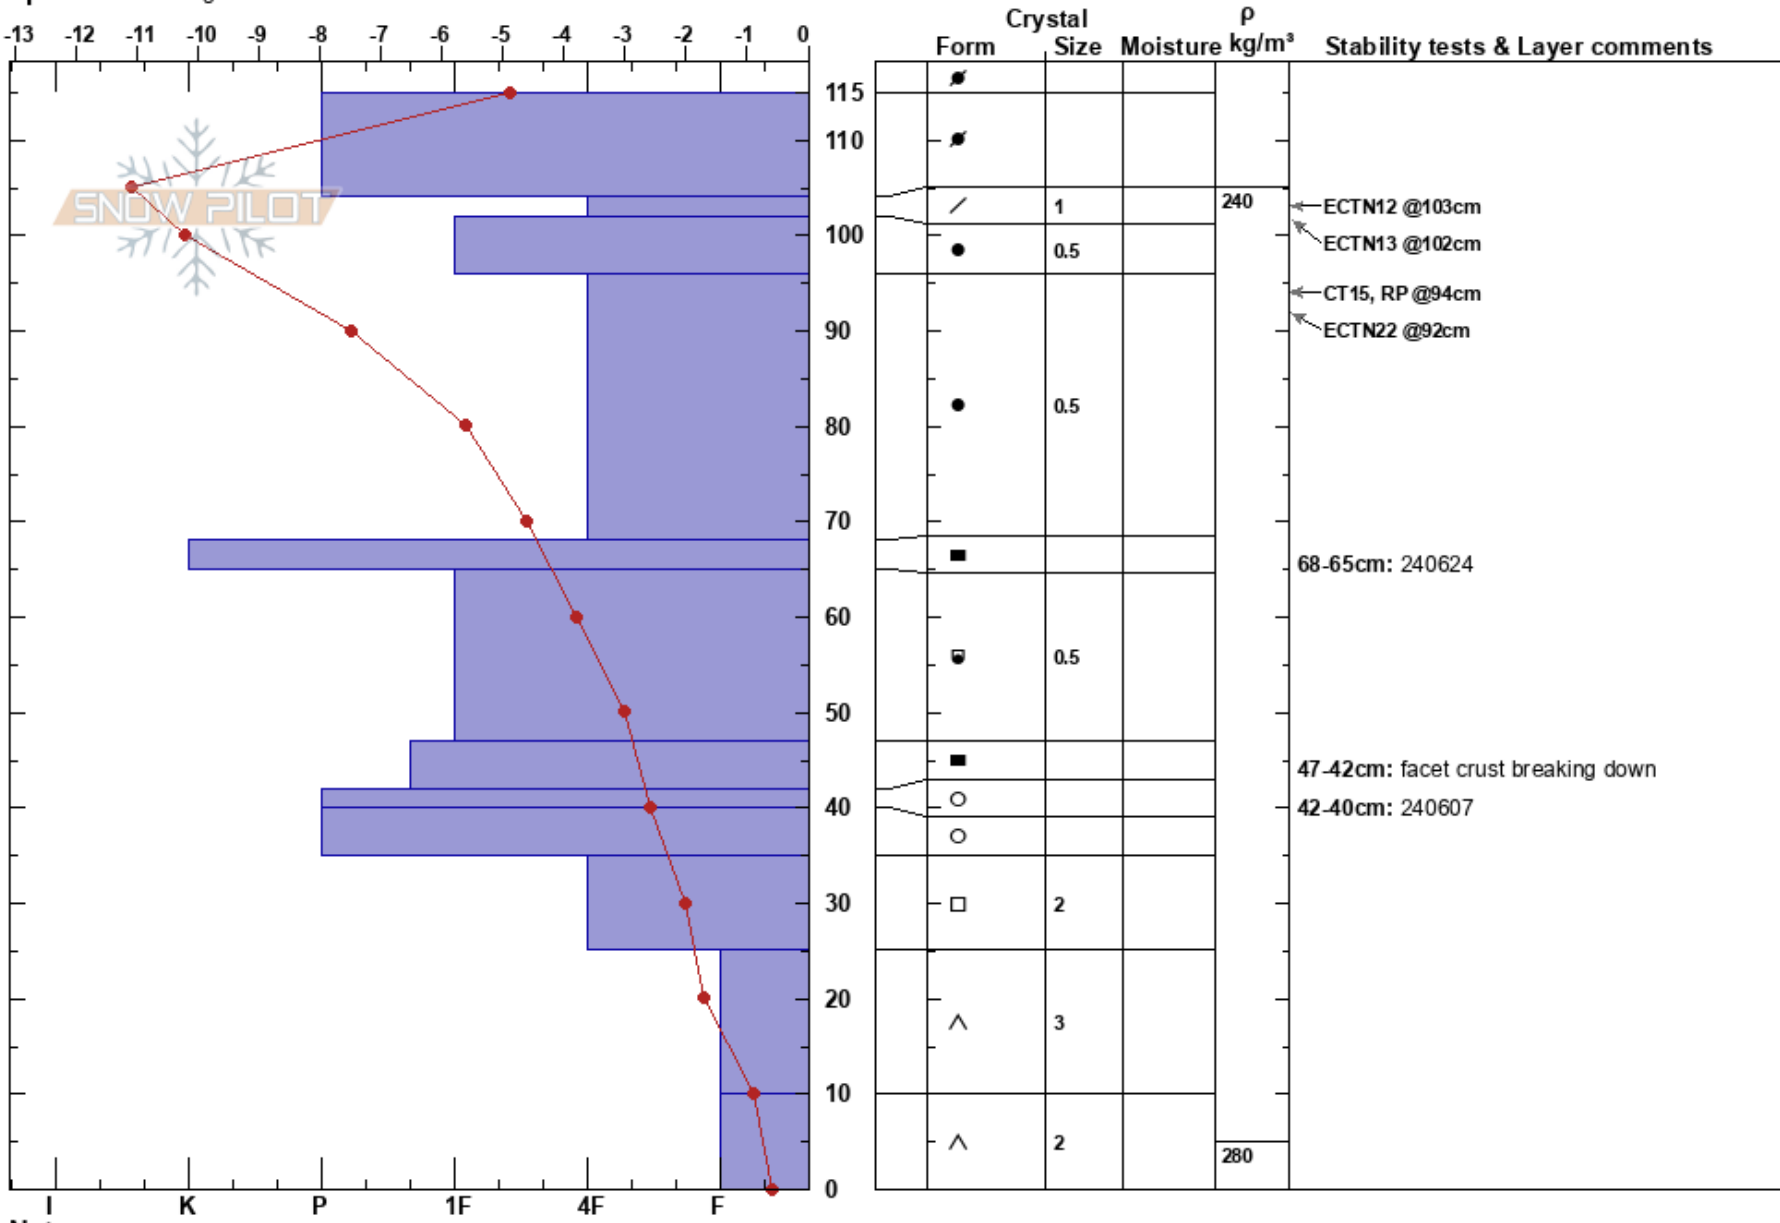 Crystal ρ
-13 -12 -11 -10 -9 -8 -7 -6 -5 -4 -3 -2 -1 0 Form Size Moisture kg/m³ Stability tests & Layer comments
115
110
SNOW PILOT
1 240 ECTN12 @103cm
100 0.5 ECTN13 @102cm
CT15, RP @94cm
90 ECTN22 @92cm
80 0.5
70
68-65cm: 240624
60
0.5
50
47-42cm: facet crust breaking down
40 42-40cm: 240607
30 2
20 3
10
2 280
0
I K P 1F 4F F